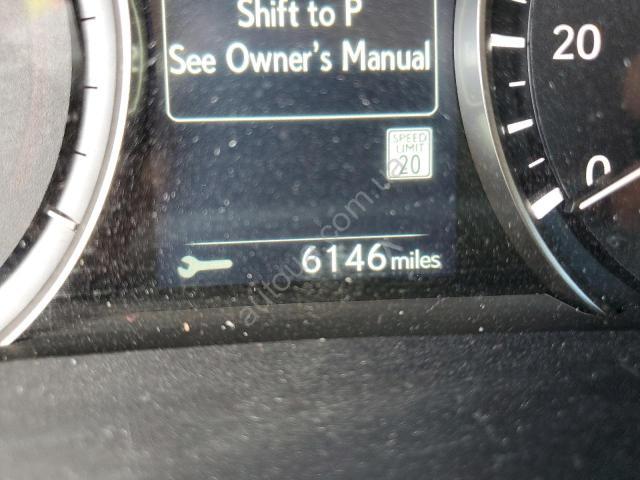 Shift to P
See Owner's Manual
20
SPEED
LIMIT
20
0
6146 miles